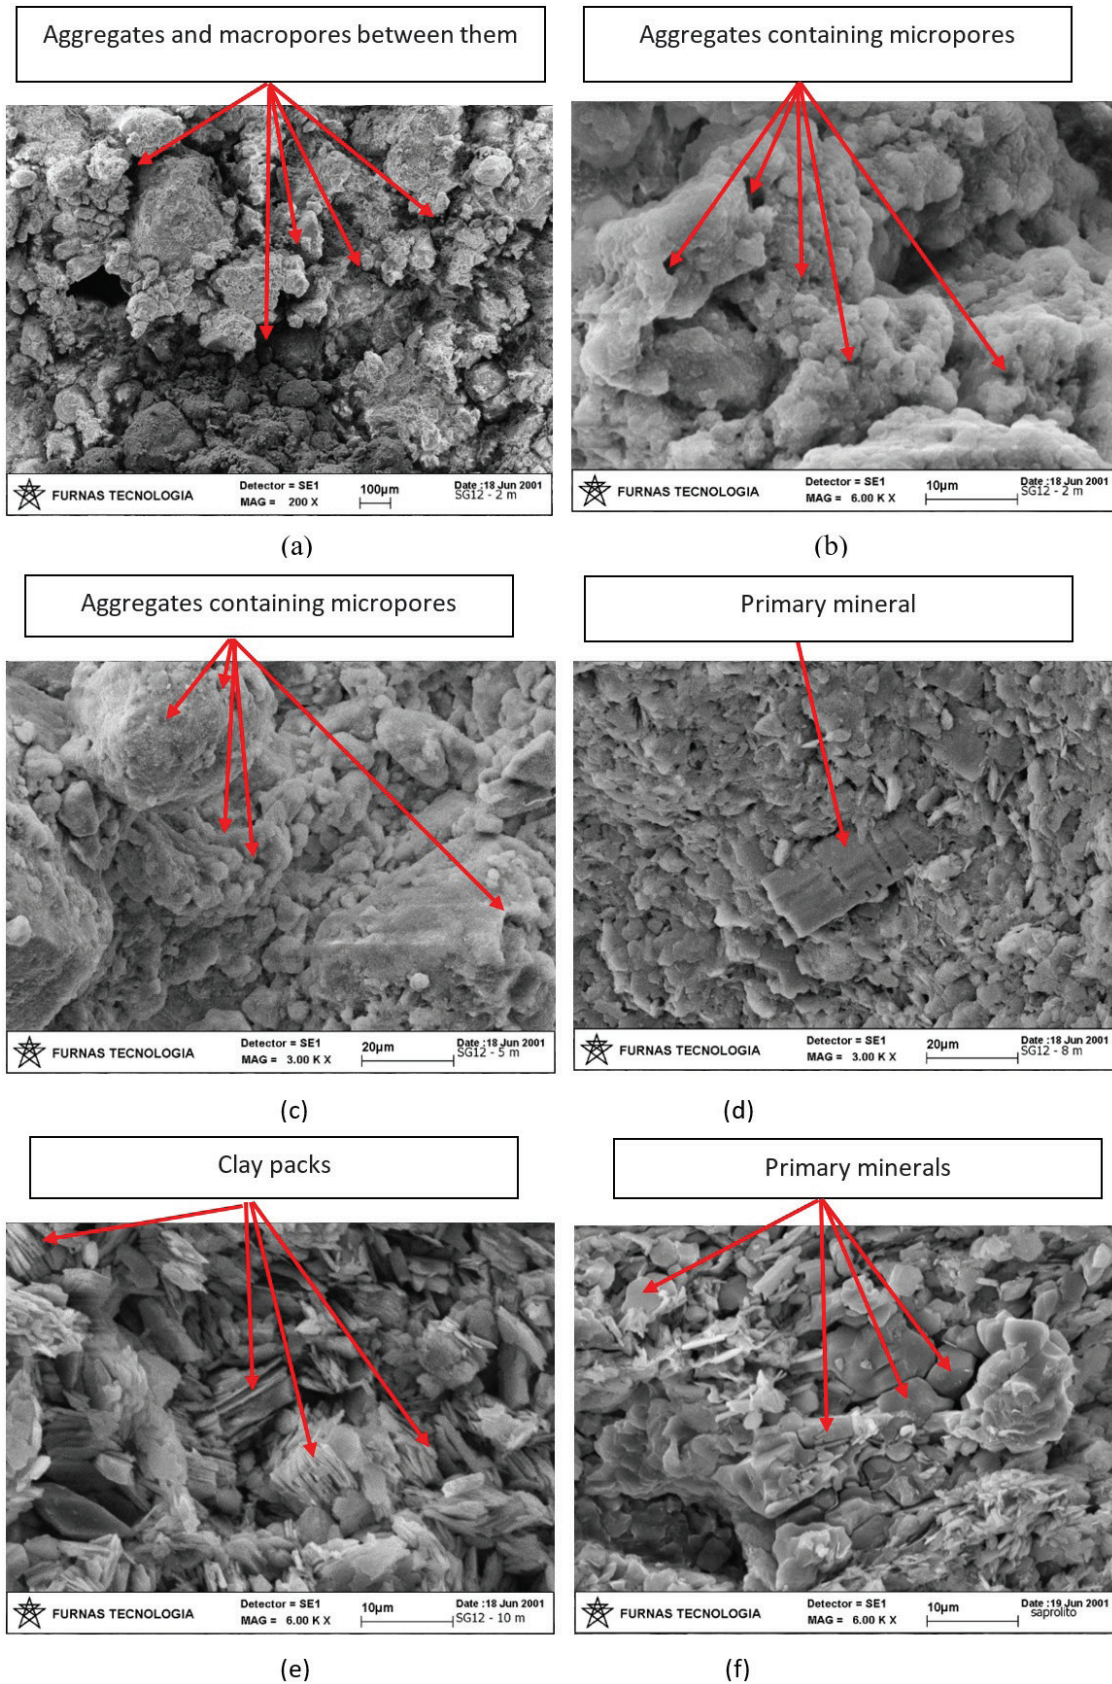 Aggregates and macropores between them
Aggregates containing micropores
FURNAS TECNOLOGIA
Detector = SE1
MAG = 200 X
100µm
Date :18 Jun 2001
SG12 - 2 m
FURNAS TECNOLOGIA
Detector = SE1
MAG = 6.00 K X
10µm
Date :18 Jun 2001
SG12 - 2 m
(a)
(b)
Aggregates containing micropores
Primary mineral
FURNAS TECNOLOGIA
Detector = SE1
MAG = 3.00 K X
20µm
Date :18 Jun 2001
SG12 - 5 m
FURNAS TECNOLOGIA
Detector = SE1
MAG = 3.00 K X
20µm
Date :18 Jun 2001
SG12 - 8 m
(c)
(d)
Clay packs
Primary minerals
FURNAS TECNOLOGIA
Detector = SE1
MAG = 6.00 K X
10µm
Date :18 Jun 2001
SG12 - 10 m
FURNAS TECNOLOGIA
Detector = SE1
MAG = 6.00 K X
10µm
Date :19 Jun 2001
saprolito
(e)
(f)